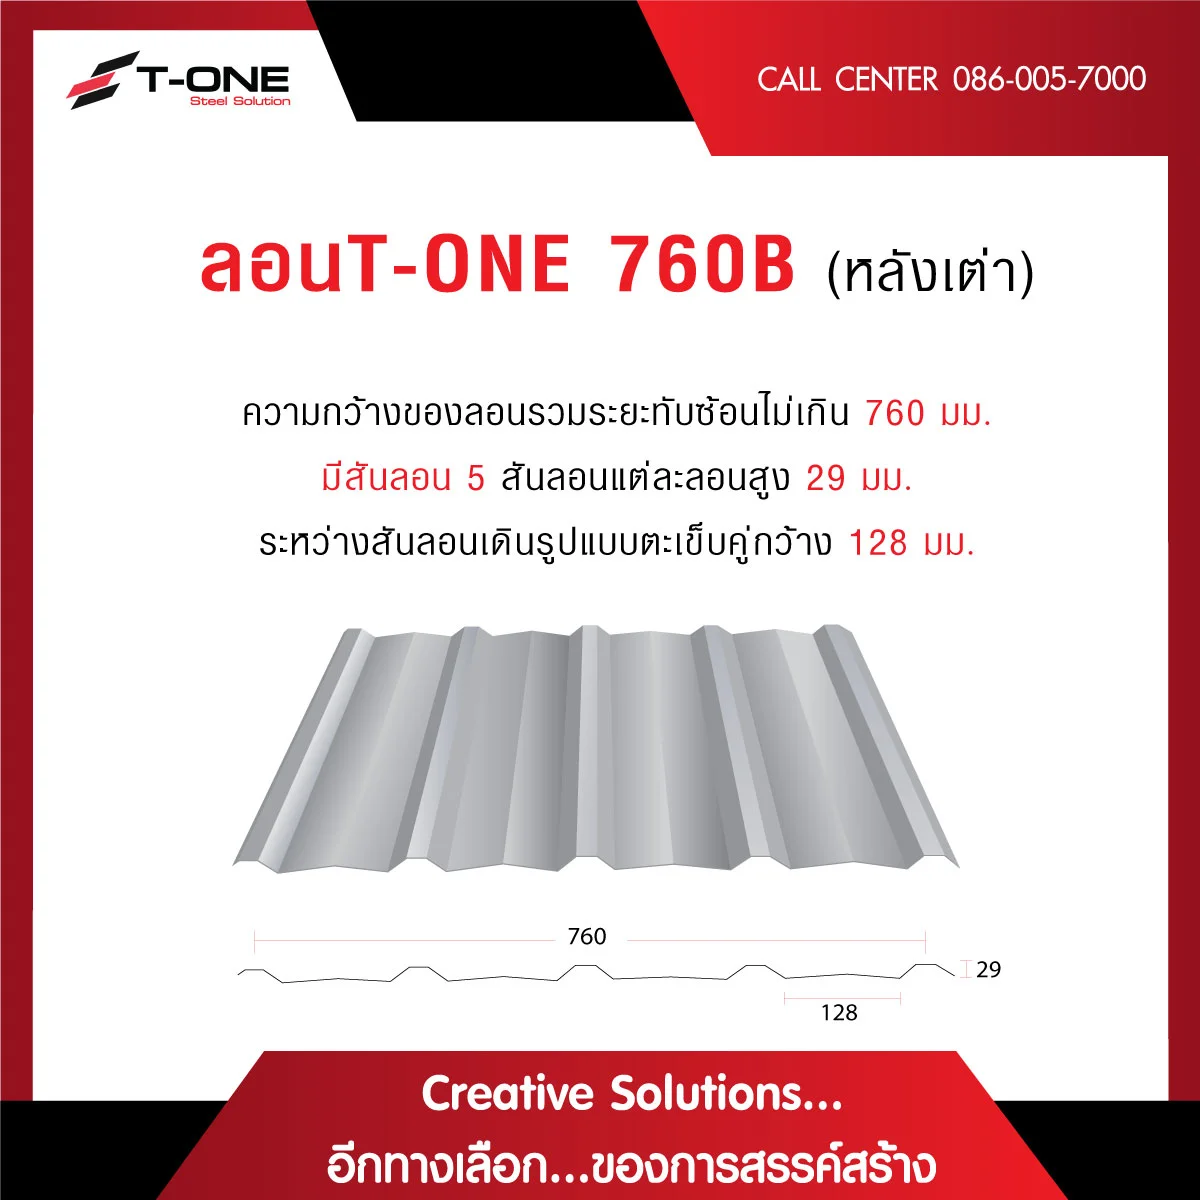 T-ONE
Steel Solution
CALL CENTER 086-005-7000
ลอนT-ONE 760B (หลังเต่า)
ความกว้างของลอนรวมระยะทับซ้อนไม่เกิน 760 มม.
มีสันลอน 5 สันลอนแต่ละลอนสูง 29 มม.
ระหว่างสันลอนเดินรูปแบบตะเข็บคู่กว้าง 128 มม.
760
29
128
Creative Solutions...
อีกทางเลือก...ของการสรรค์สร้าง